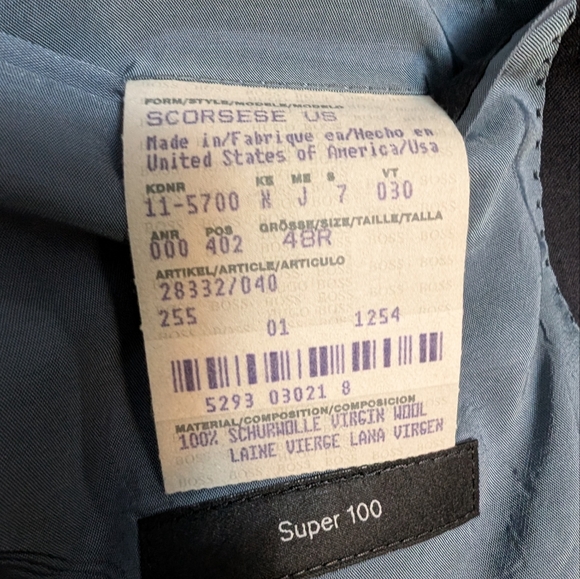 FORM/STYLE/MODELE/MODELO
SCORSESE US
Made in/Fabrique en/Hecho en
United States of America/Usa
KDNR KE ME S VT
11-5700 N J 7 030
ANR POS GRÖSSE/SIZE/TAILLE/TALLA
000 402 48R
ARTIKEL/ARTICLE/ARTICULO
28332/040
255 01 1254
5293 03021 8
MATERIAL/COMPOSITION/COMPOSICION
100% SCHURWOLLE VIRGIN WOOL
LAINE VIERGE LANA VIRGEN
Super 100